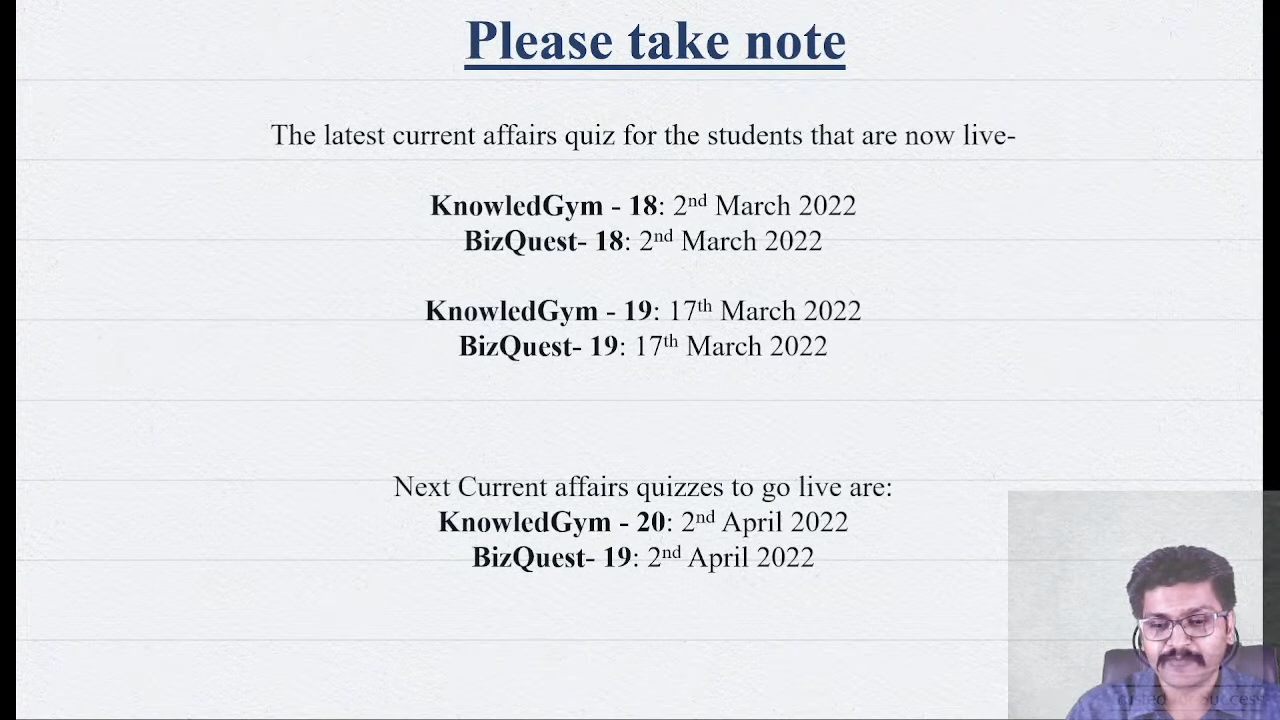 Please take note
The latest current affairs quiz for the students that are now live-
KnowledGym - 18: 2nd March 2022
BizQuest- 18: 2nd March 2022
KnowledGym - 19: 17th March 2022
BizQuest- 19: 17th March 2022
Next Current affairs quizzes to go live are:
KnowledGym - 20: 2nd April 2022
BizQuest- 19: 2nd April 2022
for Success